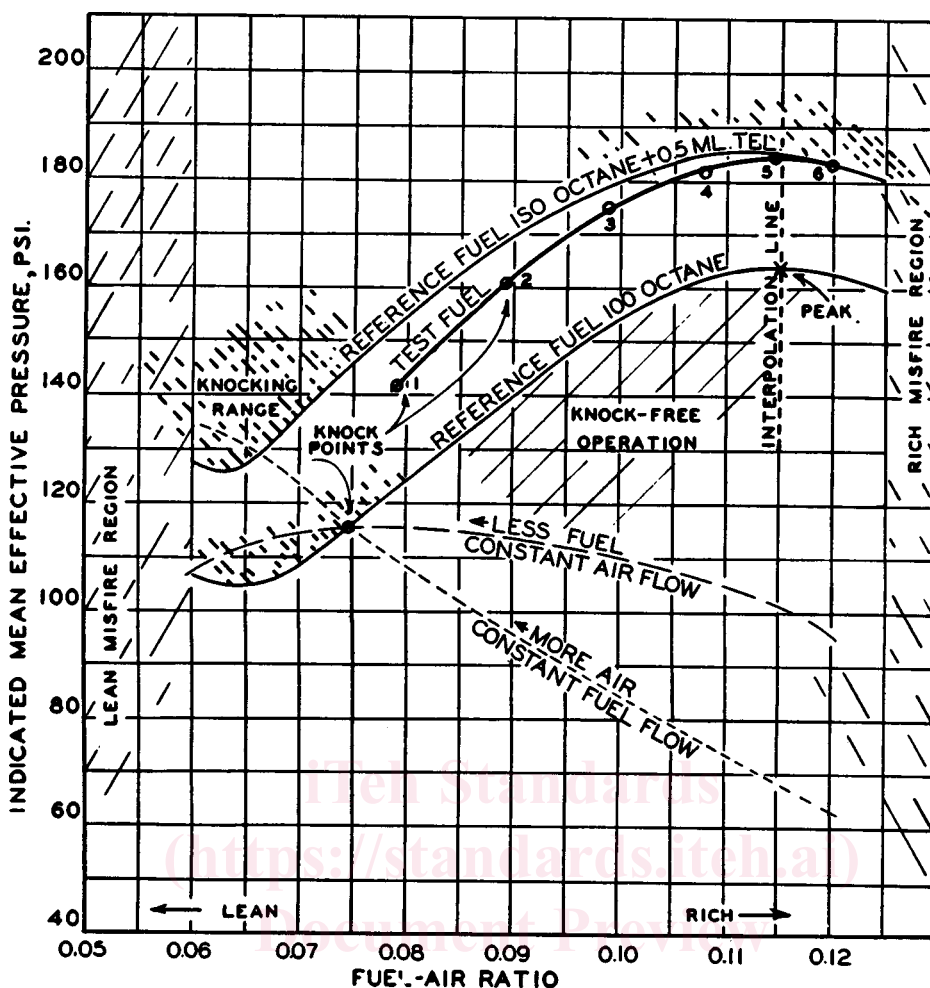 200
180
160
140
120
100
80
60
40
INDICATED MEAN EFFECTIVE PRESSURE, PSI.
LEAN MISFIRE REGION
RICH MISFIRE REGION
REFERENCE FUEL ISO OCTANE+0.5 ML. TEL
TEST FUEL
REFERENCE FUEL 100 OCTANE
1
2
3
4
5
6
KNOCKING
RANGE
KNOCK
POINTS
INTERPOLATION LINE
PEAK
KNOCK-FREE
OPERATION
LESS FUEL
CONSTANT AIR FLOW
MORE AIR
CONSTANT FUEL FLOW
iTeh Standards
(https://standards.iteh.ai)
Document Preview
LEAN
RICH
0.05
0.06
0.07
0.08
0.09
0.10
0.11
0.12
FUEL-AIR RATIO